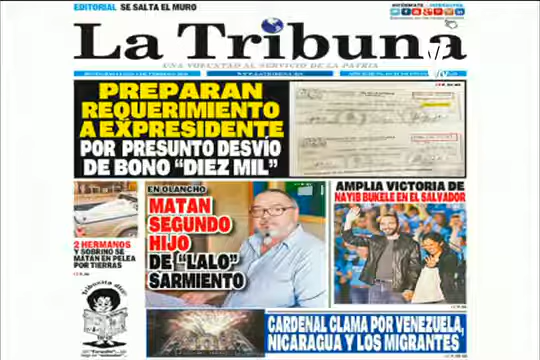 EDITORIAL SE SALTA EL MURO
La Tribuna
UNA VOLUNTAD AL SERVICIO DE LA PATRIA
PREPARAN
REQUERIMIENTO
A EXPRESIDENTE
POR PRESUNTO DESVÍO
DE BONO “DIEZ MIL”
EN OLANCHO
MATAN
SEGUNDO
HIJO
DE “LALO”
SARMIENTO
AMPLIA VICTORIA DE
NAYIB BUKELE EN EL SALVADOR
2 HERMANOS
Y SOBRINO SE
MATAN EN PELEA
POR TIERRAS
CARDENAL CLAMA POR VENEZUELA,
NICARAGUA Y LOS MIGRANTES